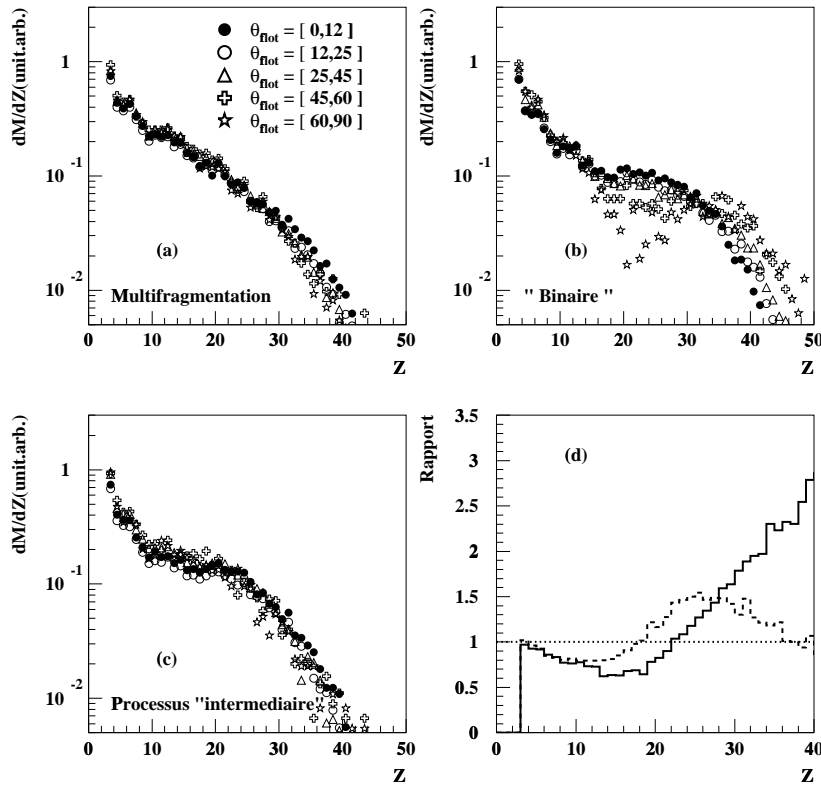 dM/dZ(unit.arb.)
1
10-1
10-2
θflot = [ 0,12 ]
θflot = [ 12,25 ]
θflot = [ 25,45 ]
θflot = [ 45,60 ]
θflot = [ 60,90 ]
(a)
Multifragmentation
0 10 20 30 40 50
Z
dM/dZ(unit.arb.)
1
10-1
10-2
(b)
" Binaire "
0 10 20 30 40 50
Z
dM/dZ(unit.arb.)
1
10-1
10-2
(c)
Processus "intermediaire"
0 10 20 30 40 50
Z
Rapport
3.5
3
2.5
2
1.5
1
0.5
0
(d)
0 10 20 30 40
Z